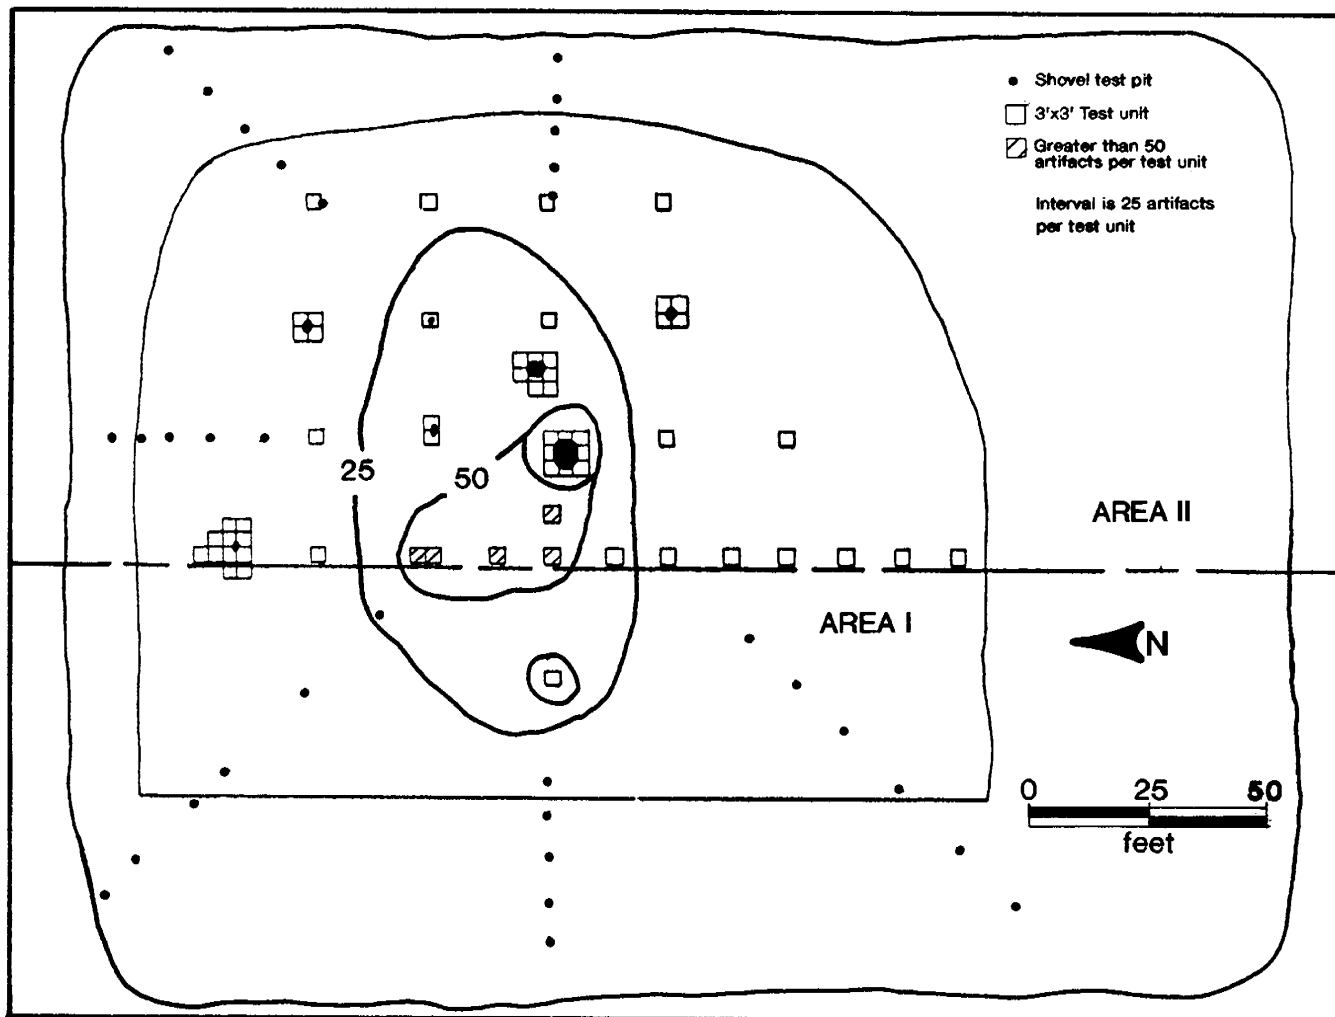 Shovel test pit
3'x3' Test unit
Greater than 50
artifacts per test unit
Interval is 25 artifacts
per test unit
25
50
AREA II
AREA I
N
0 25 50
feet